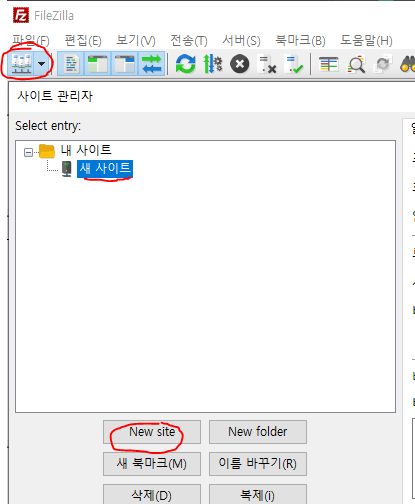 FileZilla
파일(F) 편집(E) 보기(V) 전송(T) 서버(S) 북마크(B) 도움말(H)
사이트 관리자
Select entry:
내 사이트
새 사이트
New site New folder
새 북마크(M) 이름 바꾸기(R)
삭제(D) 복제(i)